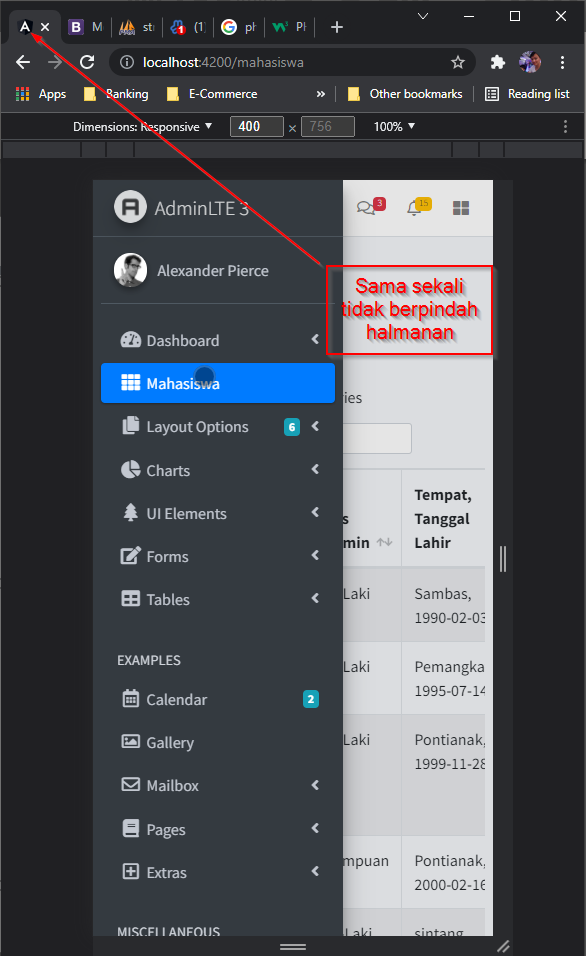 M
sti
(1)
ph
Pl
localhost:4200/mahasiswa
Apps
Banking
E-Commerce
»
Other bookmarks
Reading list
Dimensions: Responsive
400
×
756
100%
AdminLTE 3
3
15
Alexander Pierce
Sama sekali
tidak berpindah
halmanan
Dashboard
Mahasiswa
ies
Layout Options
6
Charts
Tempat,
Tanggal
Lahir
s
min
UI Elements
Forms
Tables
Laki
Sambas,
1990-02-03
EXAMPLES
Calendar
2
Laki
Pemangka
1995-07-14
Gallery
Laki
Pontianak,
1999-11-28
Mailbox
Pages
Extras
mpuan
Pontianak,
2000-02-16
MISCELLANEOUS
Laki
sintang